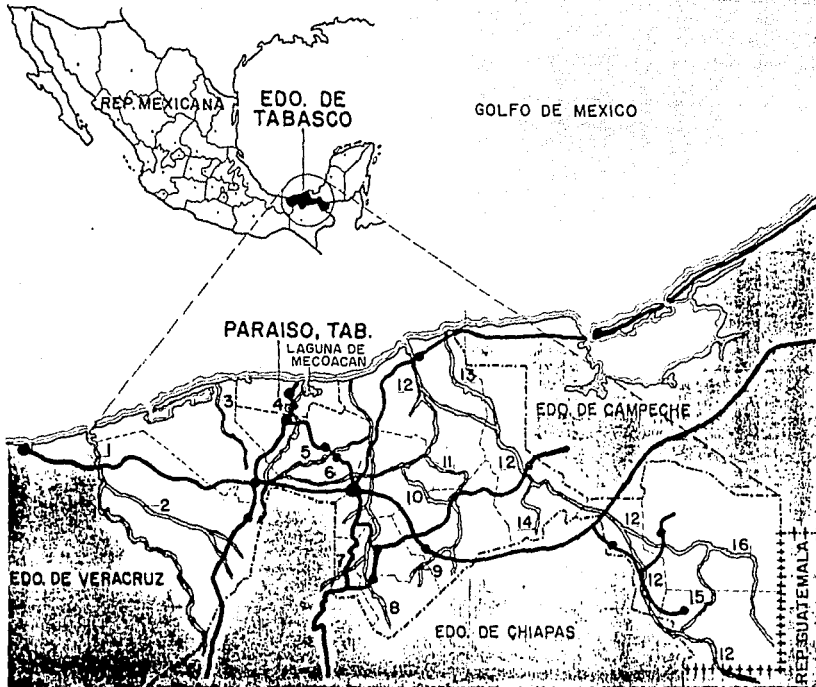 REP. MEXICANA
EDO. DE
TABASCO
GOLFO DE MEXICO
PARAISO, TAB.
LAGUNA DE
MECOACAN
12
13
3
4
EDO. DE CAMPECHE
1
5
11
12
6
10
2
14
12
16
9
EDO. DE VERACRUZ
12
15
8
EDO. DE CHIAPAS
12
REP. GUATEMALA